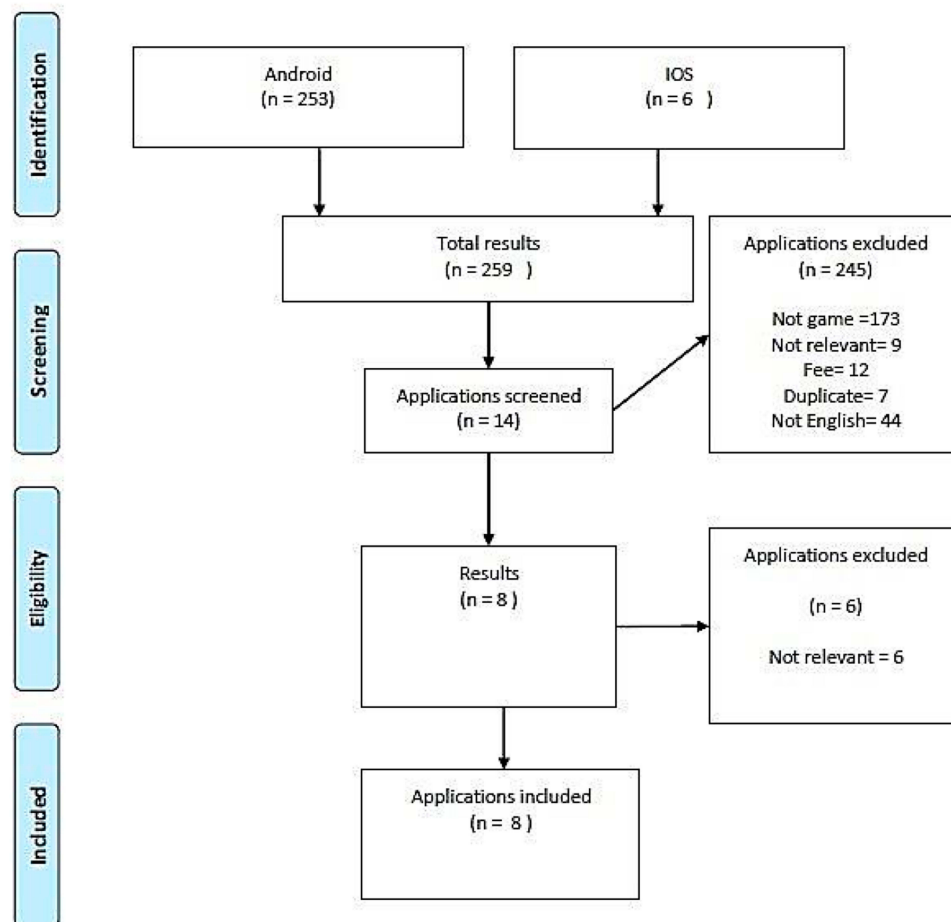 Identification
Android
(n = 253)
IOS
(n = 6 )
Screening
Total results
(n = 259 )
Applications excluded
(n = 245)
Not game =173
Not relevant= 9
Fee= 12
Duplicate= 7
Not English= 44
Applications screened
(n = 14)
Eligibility
Results
(n = 8 )
Applications excluded
(n = 6)
Not relevant = 6
Included
Applications included
(n = 8 )